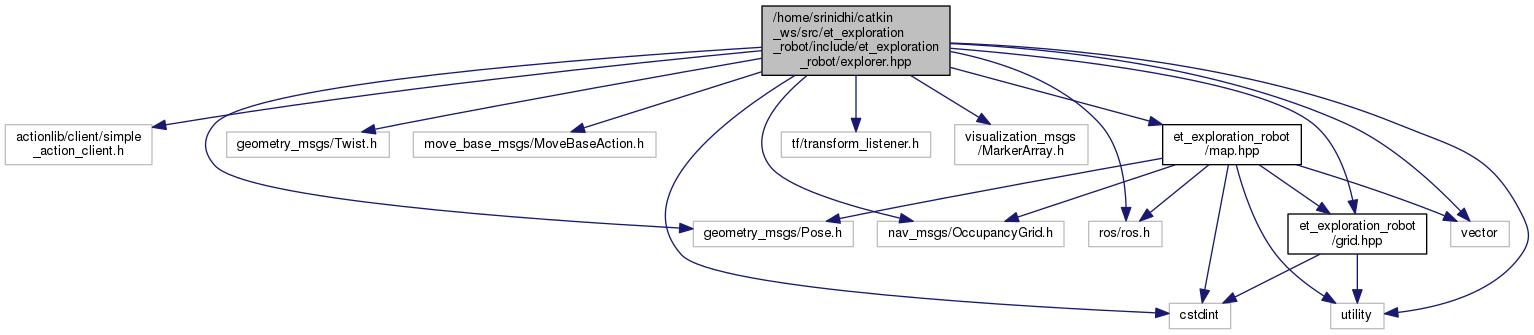 /home/srinidhi/catkin
_ws/src/et_exploration
_robot/include/et_exploration
_robot/explorer.hpp
actionlib/client/simple
_action_client.h
geometry_msgs/Twist.h
move_base_msgs/MoveBaseAction.h
tf/transform_listener.h
visualization_msgs
/MarkerArray.h
et_exploration_robot
/map.hpp
geometry_msgs/Pose.h
nav_msgs/OccupancyGrid.h
ros/ros.h
et_exploration_robot
/grid.hpp
vector
cstdint
utility